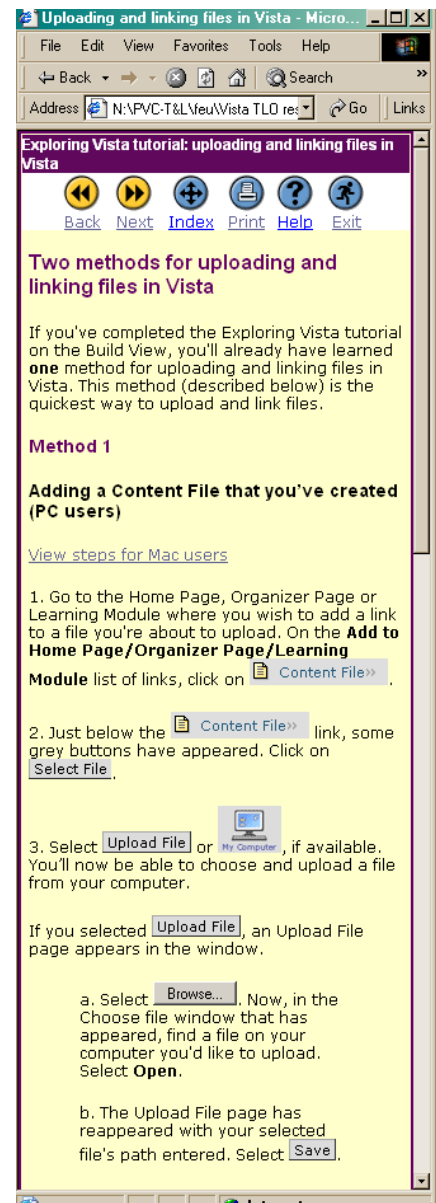 Uploading and linking files in Vista - Micro...
File Edit View Favorites Tools Help
Back Search »
Address N:\PVC-T&L\feu\Vista TLO res Go Links
Exploring Vista tutorial: uploading and linking files in
Vista
Back Next Index Print Help Exit
Two methods for uploading and
linking files in Vista
If you've completed the Exploring Vista tutorial
on the Build View, you'll already have learned
one method for uploading and linking files in
Vista. This method (described below) is the
quickest way to upload and link files.
Method 1
Adding a Content File that you've created
(PC users)
View steps for Mac users
1. Go to the Home Page, Organizer Page or
Learning Module where you wish to add a link
to a file you're about to upload. On the Add to
Home Page/Organizer Page/Learning
Module list of links, click on Content File» .
2. Just below the Content File» link, some
grey buttons have appeared. Click on
Select File.
3. Select Upload File or My Computer, if available.
You'll now be able to choose and upload a file
from your computer.
If you selected Upload File, an Upload File
page appears in the window.
a. Select Browse... . Now, in the
Choose file window that has
appeared, find a file on your
computer you'd like to upload.
Select Open.
b. The Upload File page has
reappeared with your selected
file's path entered. Select Save.